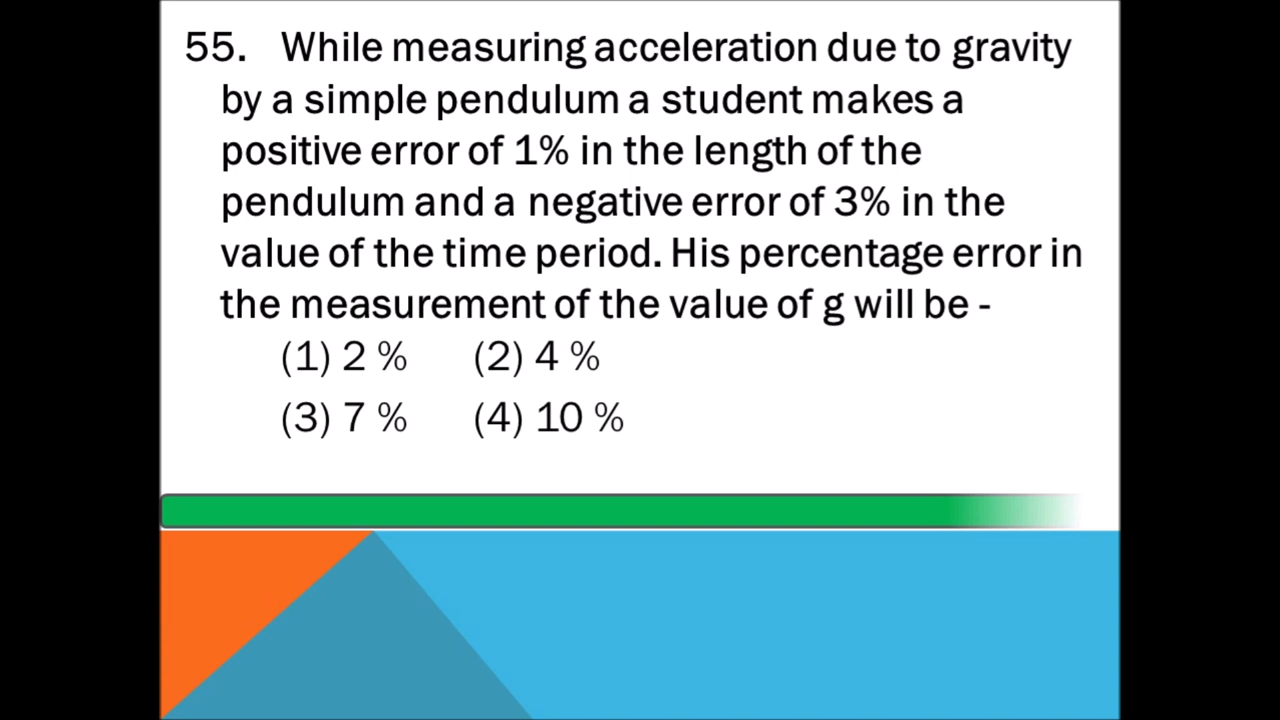 55. While measuring acceleration due to gravity
by a simple pendulum a student makes a
positive error of 1% in the length of the
pendulum and a negative error of 3% in the
value of the time period. His percentage error in
the measurement of the value of g will be -
(1) 2 % (2) 4 %
(3) 7 % (4) 10 %